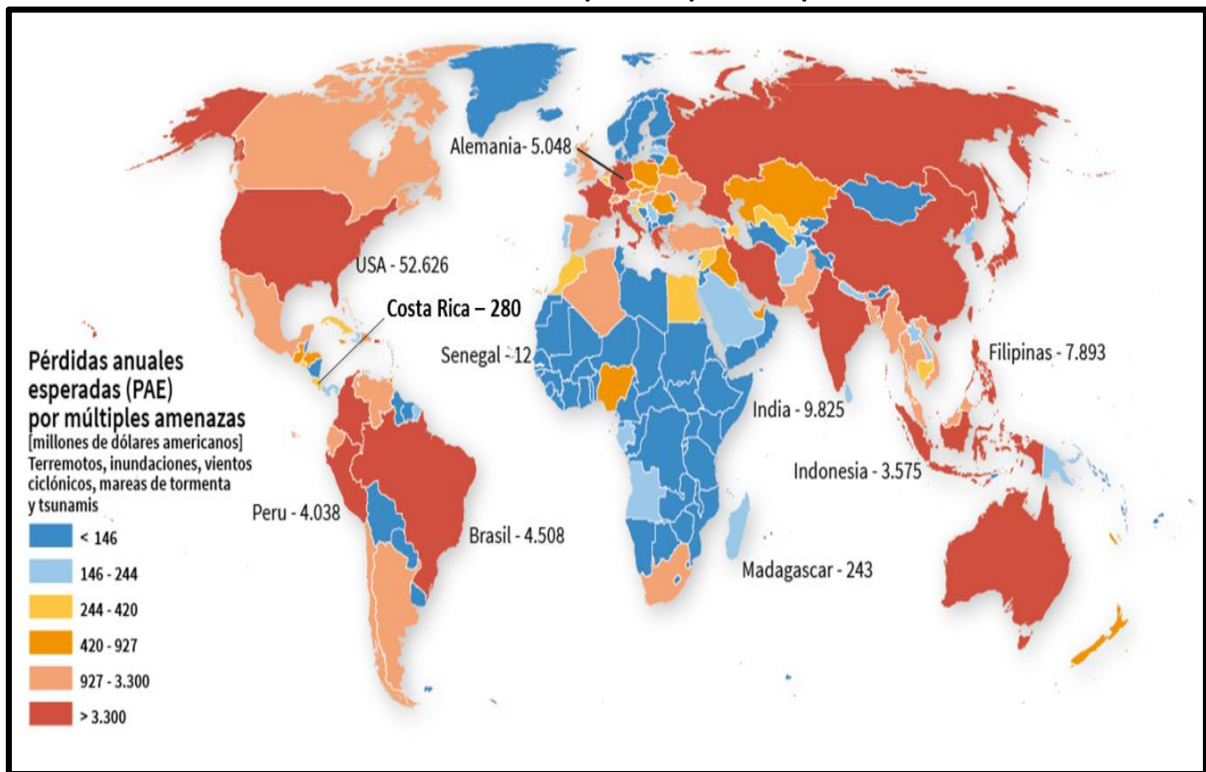 Alemania- 5.048
USA - 52.626
Costa Rica – 280
Senegal - 12
Filipinas - 7.893
India - 9.825
Indonesia - 3.575
Peru - 4.038
Brasil - 4.508
Madagascar - 243
Pérdidas anuales
esperadas (PAE)
por múltiples amenazas
[millones de dólares americanos]
Terremotos, inundaciones, vientos
ciclónicos, mareas de tormenta
y tsunamis
< 146
146 - 244
244 - 420
420 - 927
927 - 3.300
> 3.300